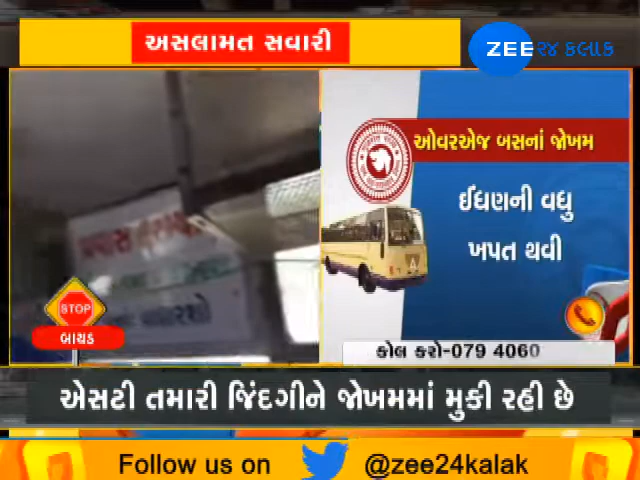 અસલામત સવારી
ZEE ૨૪ કલાક
ઓવરએજ બસનાં જોખમ
ઈંધણની વધુ
ખપત થવી
STOP
બાયડ
કોલ કરો-079 4060
એસટી તમારી જિંદગીને જોખમમાં મુકી રહી છે
Follow us on @zee24kalak